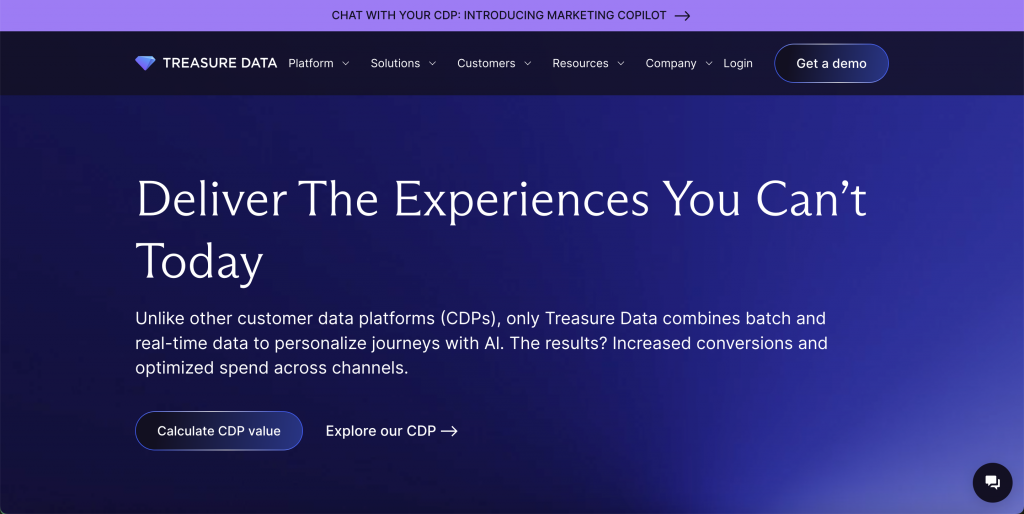 CHAT WITH YOUR CDP: INTRODUCING MARKETING COPILOT
TREASURE DATA Platform Solutions Customers Resources Company Login Get a demo
Deliver The Experiences You Can’t
Today
Unlike other customer data platforms (CDPs), only Treasure Data combines batch and
real-time data to personalize journeys with AI. The results? Increased conversions and
optimized spend across channels.
Calculate CDP value Explore our CDP